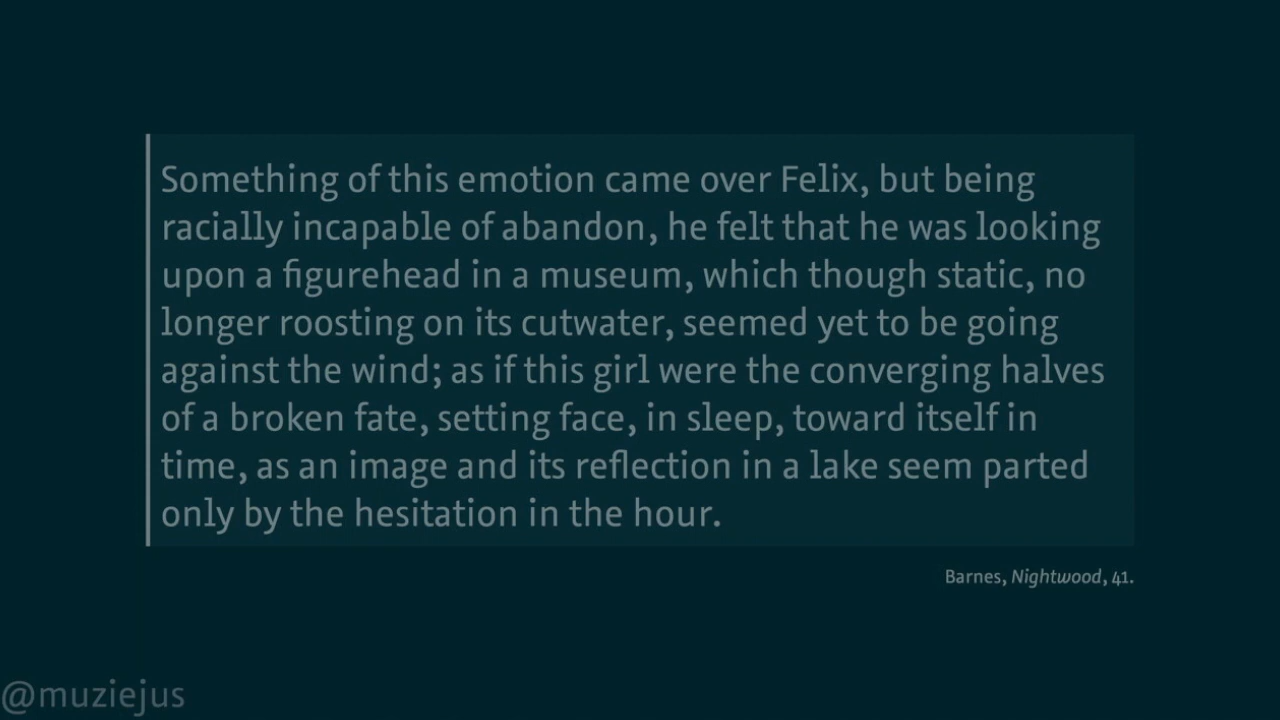 Something of this emotion came over Felix, but being
racially incapable of abandon, he felt that he was looking
upon a figurehead in a museum, which though static, no
longer roosting on its cutwater, seemed yet to be going
against the wind; as if this girl were the converging halves
of a broken fate, setting face, in sleep, toward itself in
time, as an image and its reflection in a lake seem parted
only by the hesitation in the hour.
Barnes, Nightwood, 41.
@muziejus